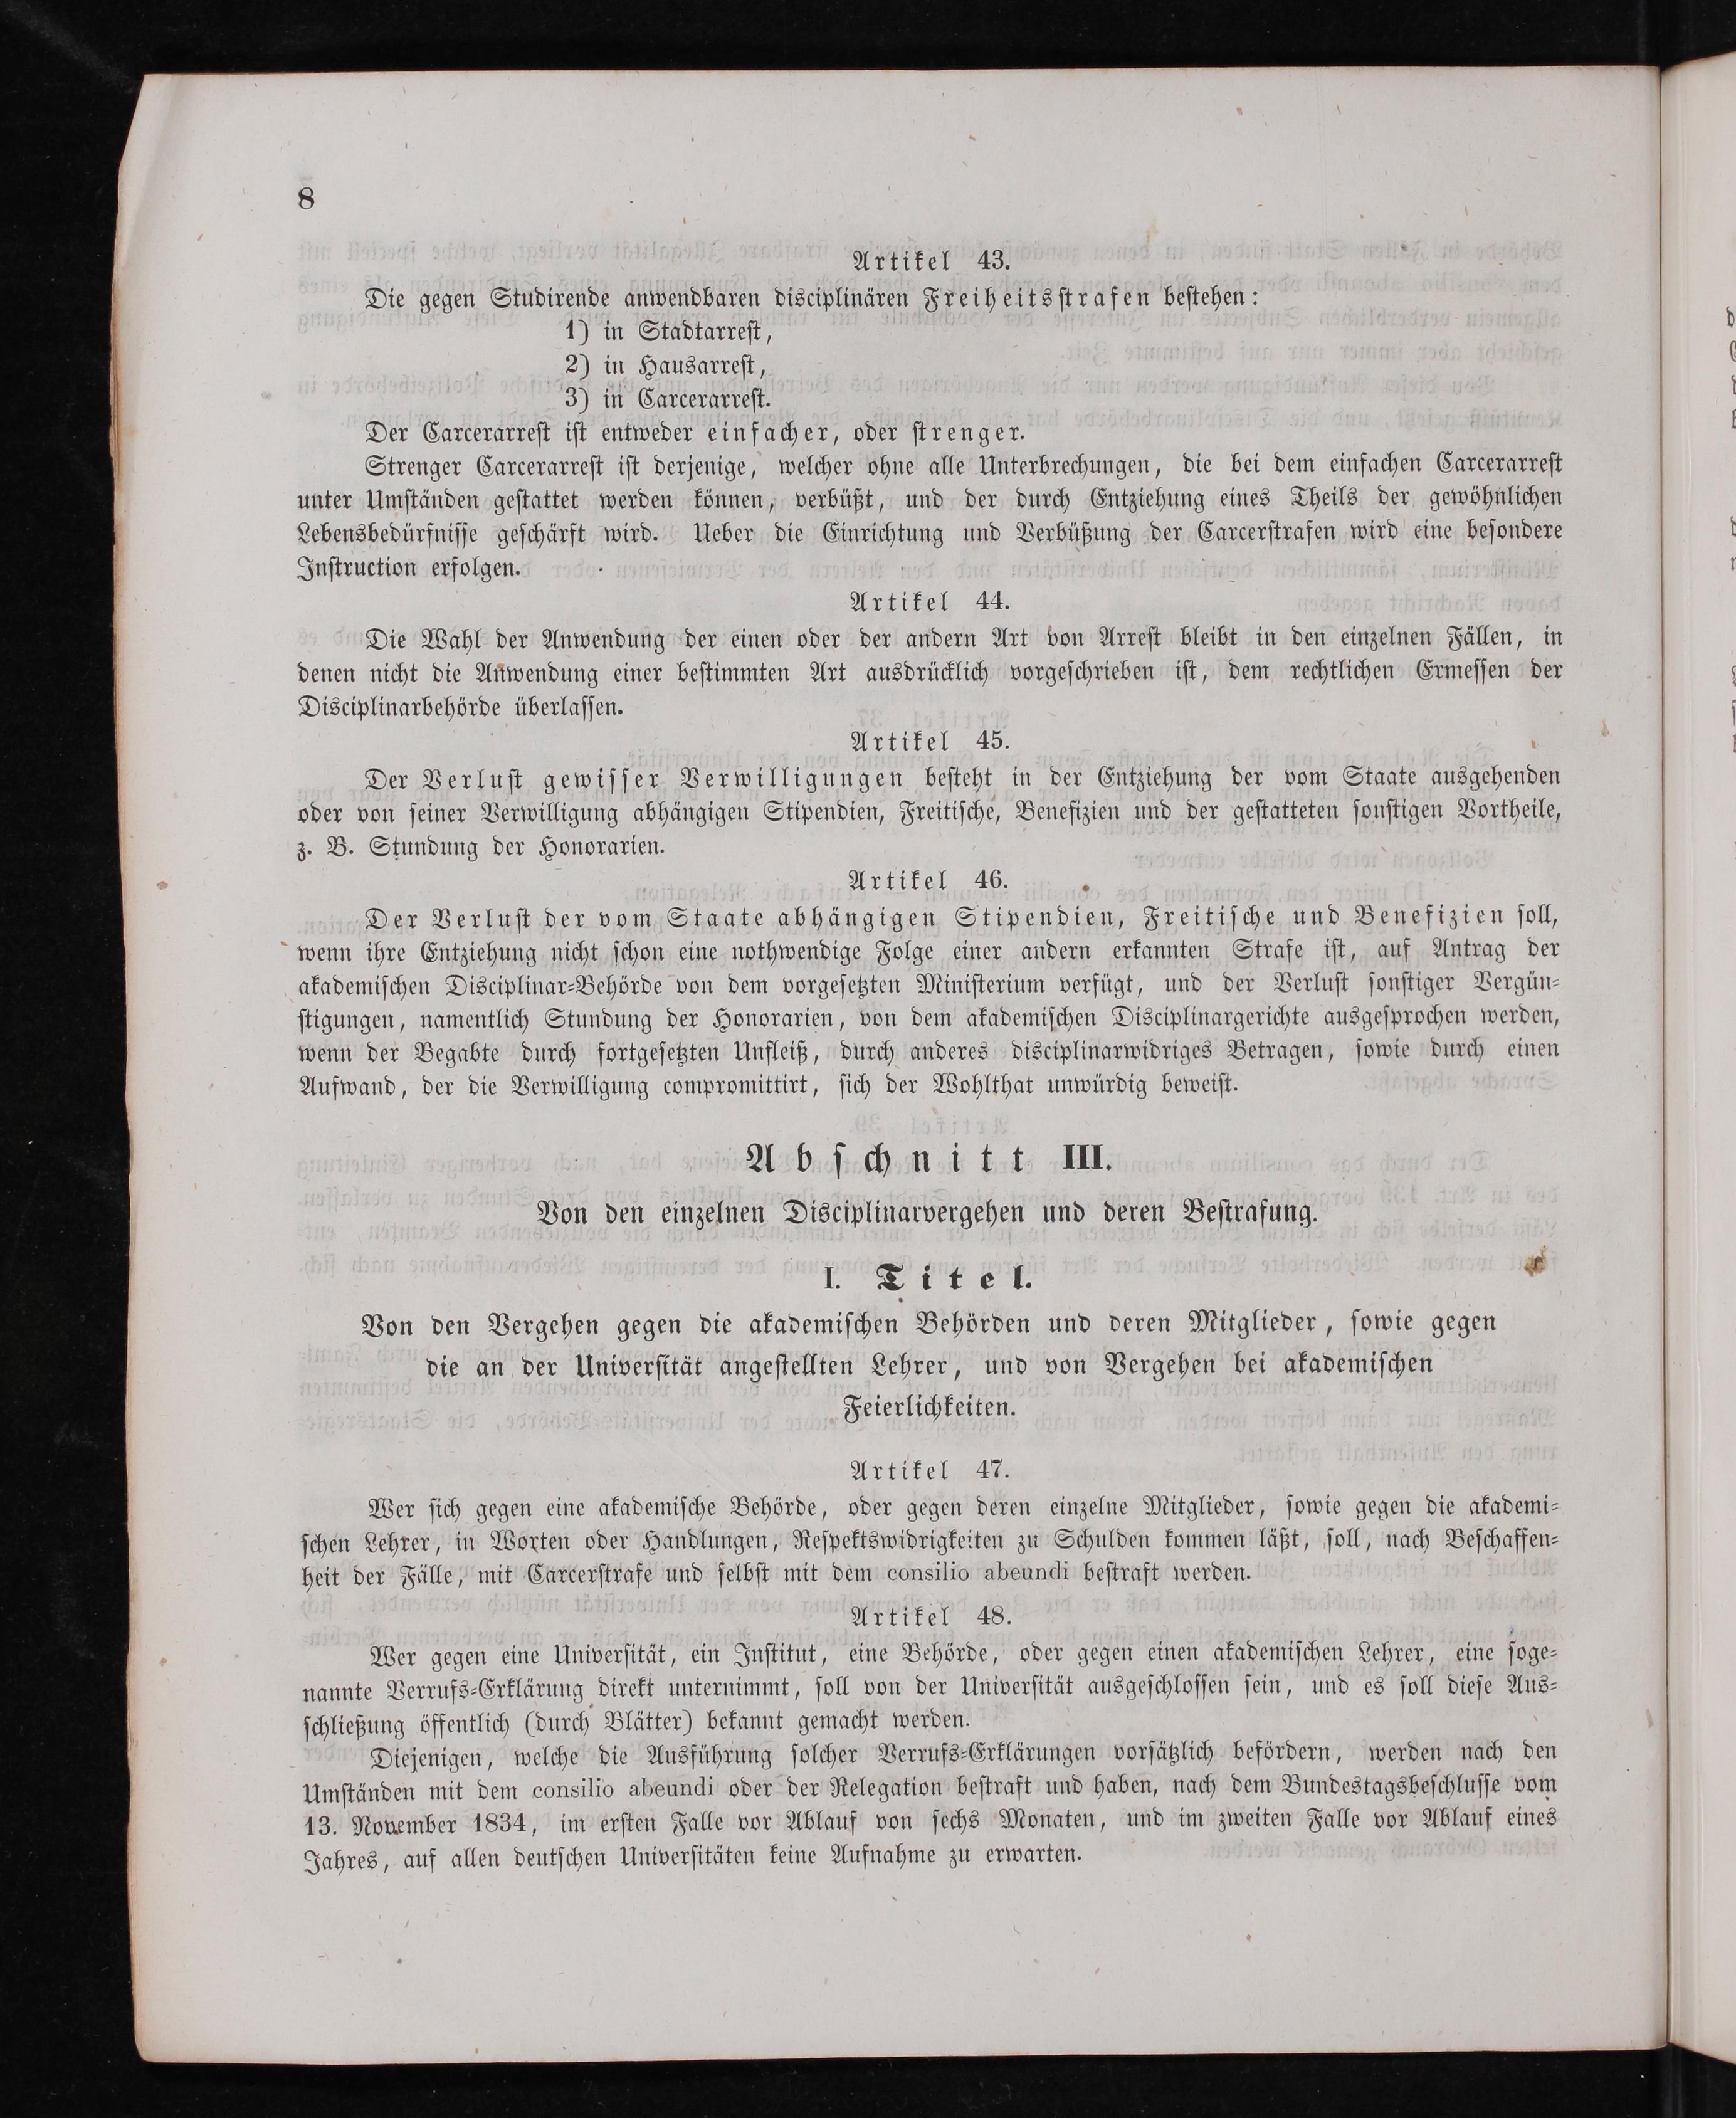 8
Artikel 43.
Die gegen Studirende anwendbaren disciplinären Freiheitsstrafen bestehen:
1) in Stadtarrest,
2) in Hausarrest,
3) in Carcerarrest.
Der Carcerarrest ist entweder einfacher, oder strenger.
Strenger Carcerarrest ist derjenige, welcher ohne alle Unterbrechungen, die bei dem einfachen Carcerarrest
unter Umständen gestattet werden können, verbüßt, und der durch Entziehung eines Theils der gewöhnlichen
Lebensbedürfnisse geschärft wird. Ueber die Einrichtung und Verbüßung der Carcerstrafen wird eine besondere
Instruction erfolgen.
Artikel 44.
Die Wahl der Anwendung der einen oder der andern Art von Arrest bleibt in den einzelnen Fällen, in
denen nicht die Anwendung einer bestimmten Art ausdrücklich vorgeschrieben ist, dem rechtlichen Ermessen der
Disciplinarbehörde überlassen.
Artikel 45.
Der Verlust gewisser Verwilligungen besteht in der Entziehung der vom Staate ausgehenden
oder von seiner Verwilligung abhängigen Stipendien, Freitische, Benefizien und der gestatteten sonstigen Vortheile,
z. B. Stundung der Honorarien.
Artikel 46.
Der Verlust der vom Staate abhängigen Stipendien, Freitische und Benefizien soll,
wenn ihre Entziehung nicht schon eine nothwendige Folge einer andern erkannten Strafe ist, auf Antrag der
akademischen Disciplinar-Behörde von dem vorgesetzten Ministerium verfügt, und der Verlust sonstiger Vergün-
stigungen, namentlich Stundung der Honorarien, von dem akademischen Disciplinargerichte ausgesprochen werden,
wenn der Begabte durch fortgesetzten Unfleiß, durch anderes disciplinarwidriges Betragen, sowie durch einen
Aufwand, der die Verwilligung compromittirt, sich der Wohlthat unwürdig beweist.
Abschnitt III.
Von den einzelnen Disciplinarvergehen und deren Bestrafung.
I. Titel.
Von den Vergehen gegen die akademischen Behörden und deren Mitglieder, sowie gegen
die an der Universität angestellten Lehrer, und von Vergehen bei akademischen
Feierlichkeiten.
Artikel 47.
Wer sich gegen eine akademische Behörde, oder gegen deren einzelne Mitglieder, sowie gegen die akademi-
schen Lehrer, in Worten oder Handlungen, Respektswidrigkeiten zu Schulden kommen läßt, soll, nach Beschaffen-
heit der Fälle, mit Carcerstrafe und selbst mit dem consilio abeundi bestraft werden.
Artikel 48.
Wer gegen eine Universität, ein Institut, eine Behörde, oder gegen einen akademischen Lehrer, eine soge-
nannte Verrufs-Erklärung direkt unternimmt, soll von der Universität ausgeschlossen sein, und es soll diese Aus-
schließung öffentlich (durch Blätter) bekannt gemacht werden.
Diejenigen, welche die Ausführung solcher Verrufs-Erklärungen vorsätzlich befördern, werden nach den
Umständen mit dem consilio abeundi oder der Relegation bestraft und haben, nach dem Bundestagsbeschlusse vom
13. November 1834, im ersten Falle vor Ablauf von sechs Monaten, und im zweiten Falle vor Ablauf eines
Jahres, auf allen deutschen Universitäten keine Aufnahme zu erwarten.